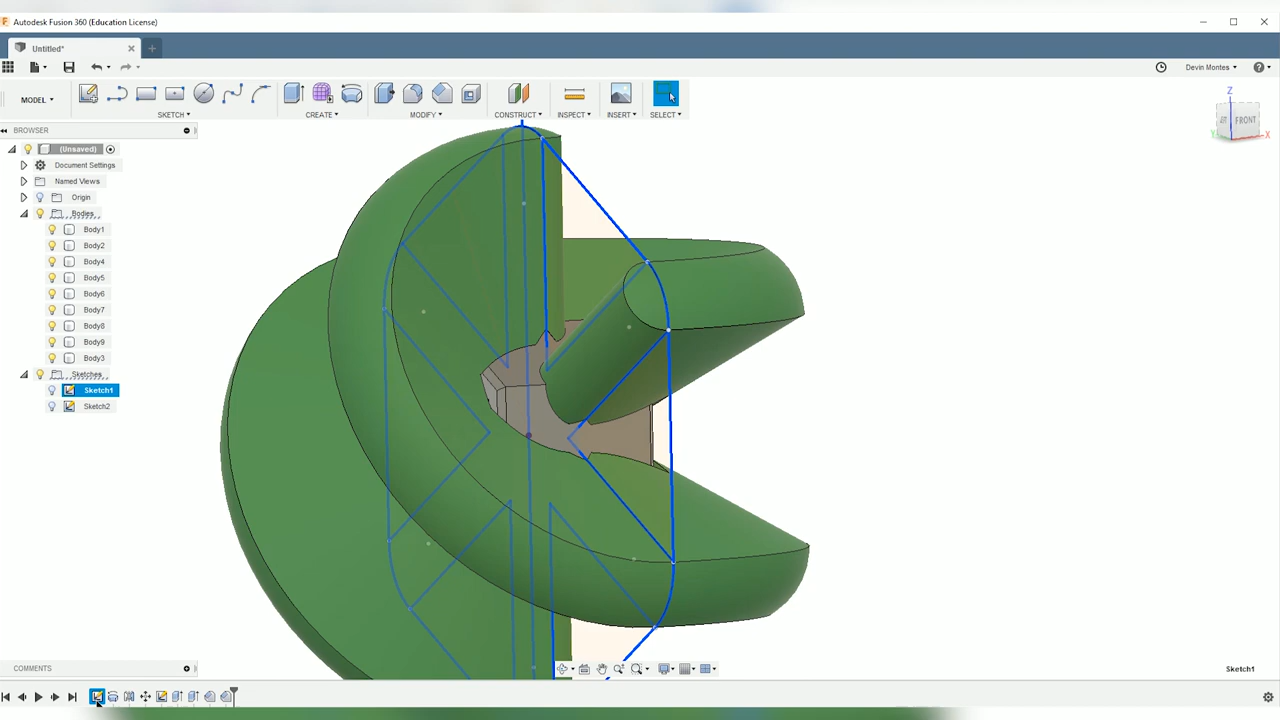 Autodesk Fusion 360 (Education License)
Untitled*
Devin Montes
MODEL
SKETCH
CREATE
MODIFY
CONSTRUCT
INSPECT
INSERT
SELECT
Z
FRONT
X
BROWSER
(Unsaved)
Document Settings
Named Views
Origin
Bodies
Body1
Body2
Body4
Body5
Body6
Body7
Body8
Body9
Body3
Sketches
Sketch1
Sketch2
COMMENTS
Sketch1